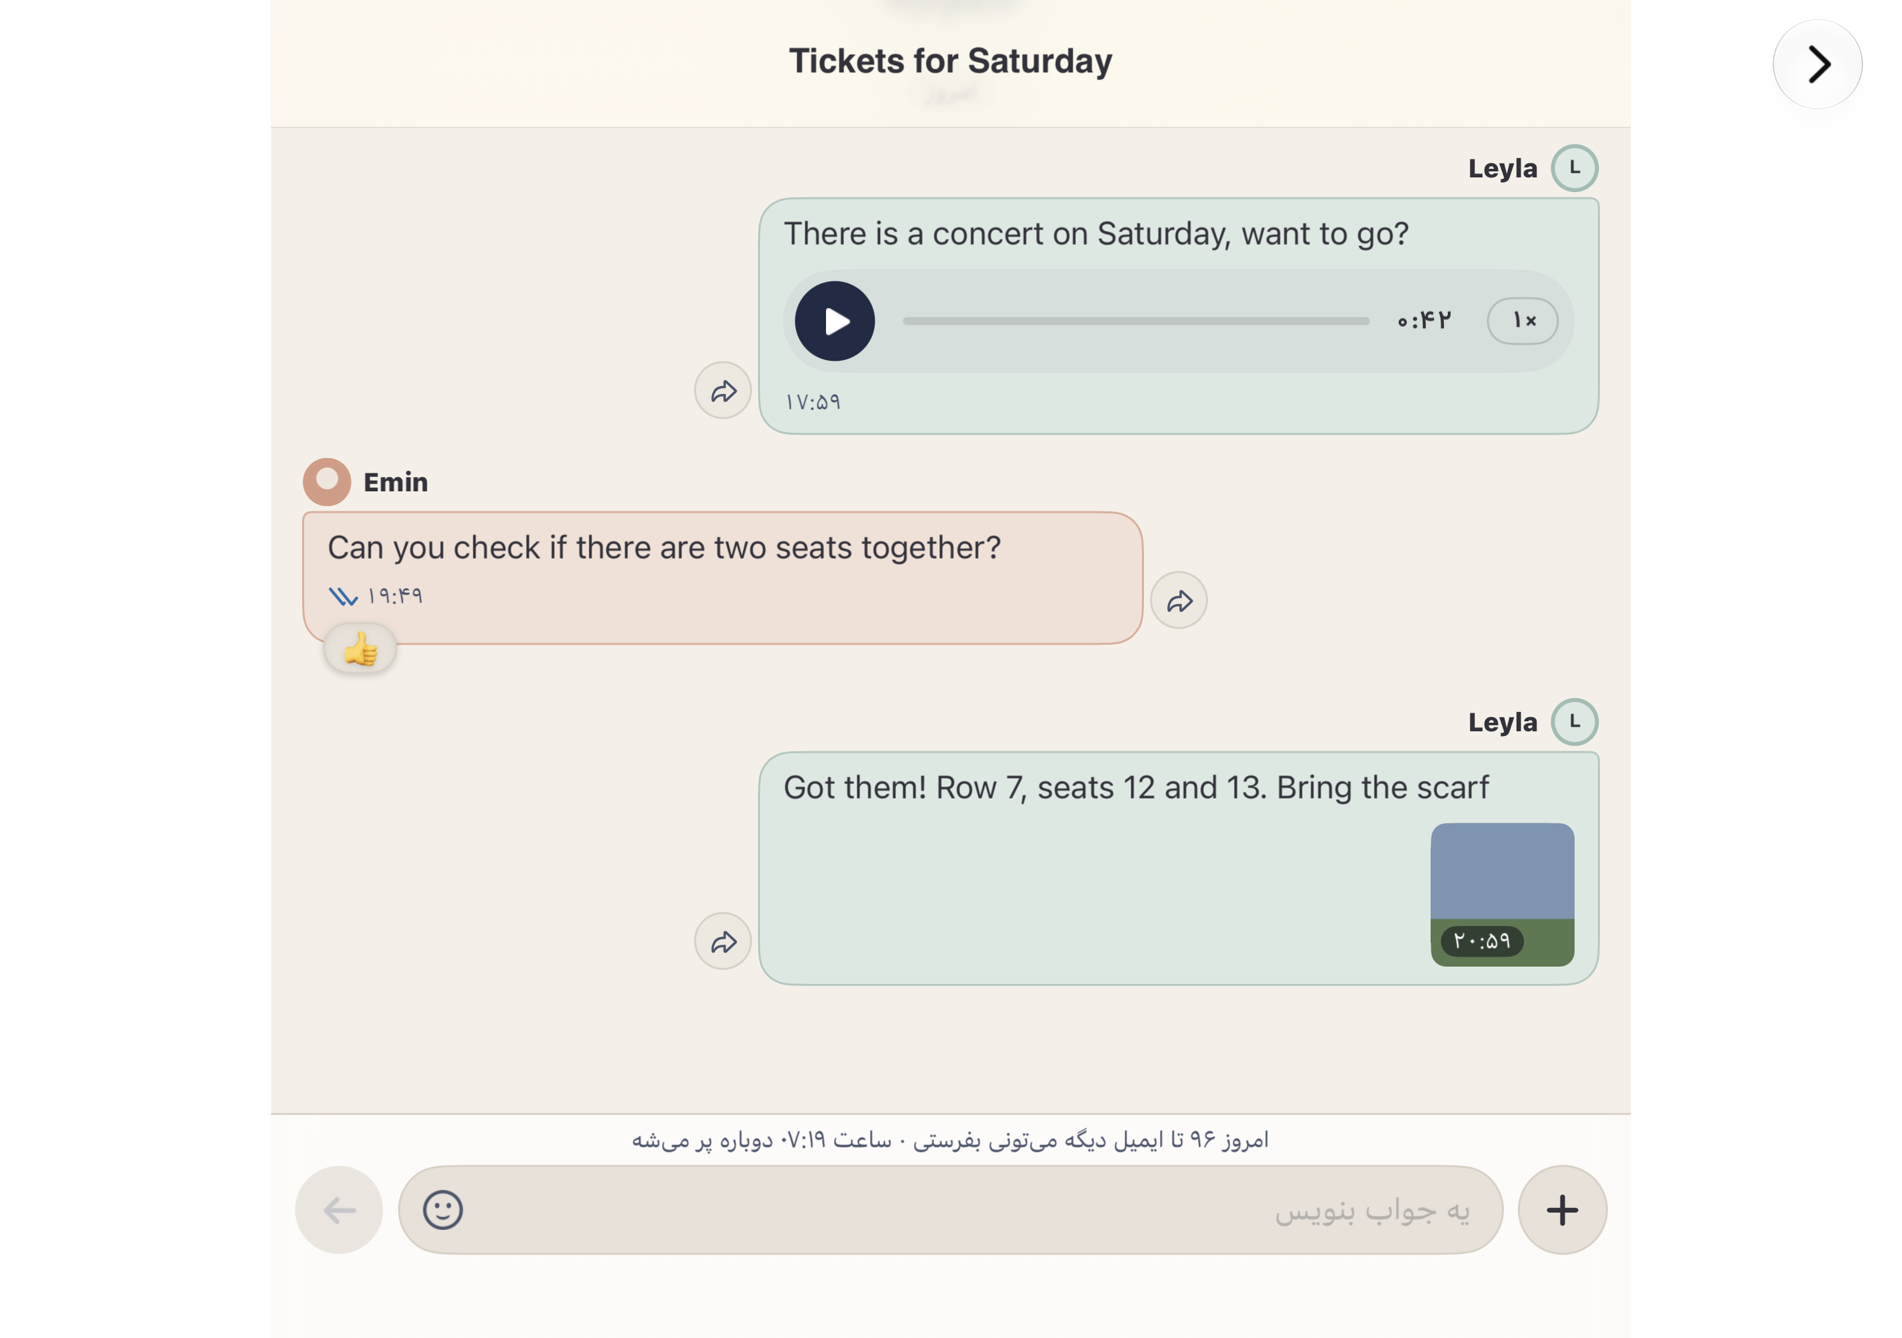 Tickets for Saturday
امروز
Leyla
L
There is a concert on Saturday, want to go?
۰:۴۲
۱×
۱۷:۵۹
Emin
Can you check if there are two seats together?
۱۹:۴۹
Leyla
L
Got them! Row 7, seats 12 and 13. Bring the scarf
۲۰:۵۹
امروز ۹۶ تا ایمیل دیگه می‌تونی بفرستی · ساعت ۰۷:۱۹ دوباره پر می‌شه
یه جواب بنویس